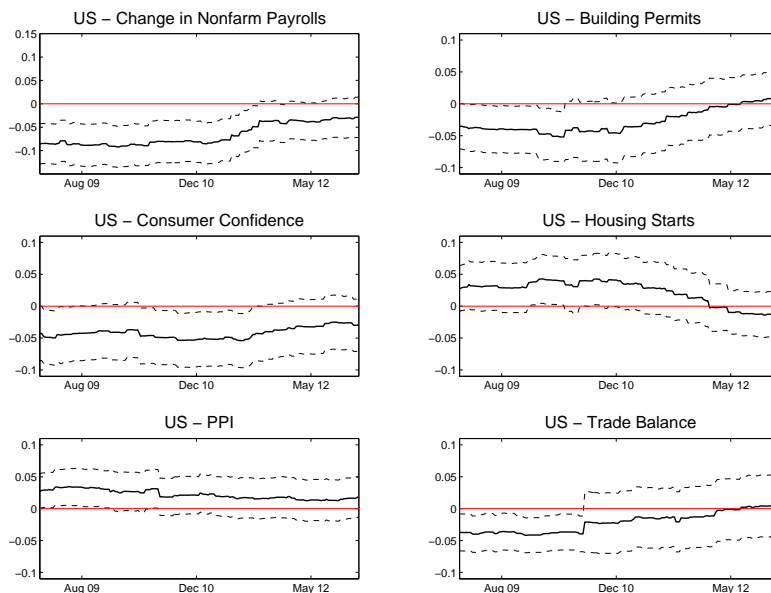 US − Change in Nonfarm Payrolls
0.15
0.1
0.05
0
−0.05
−0.1
Aug 09 Dec 10 May 12
US − Building Permits
0.1
0.05
0
−0.05
−0.1
Aug 09 Dec 10 May 12
US − Consumer Confidence
0.1
0.05
0
−0.05
−0.1
Aug 09 Dec 10 May 12
US − Housing Starts
0.1
0.05
0
−0.05
−0.1
Aug 09 Dec 10 May 12
US − PPI
0.1
0.05
0
−0.05
−0.1
Aug 09 Dec 10 May 12
US − Trade Balance
0.1
0.05
0
−0.05
−0.1
Aug 09 Dec 10 May 12